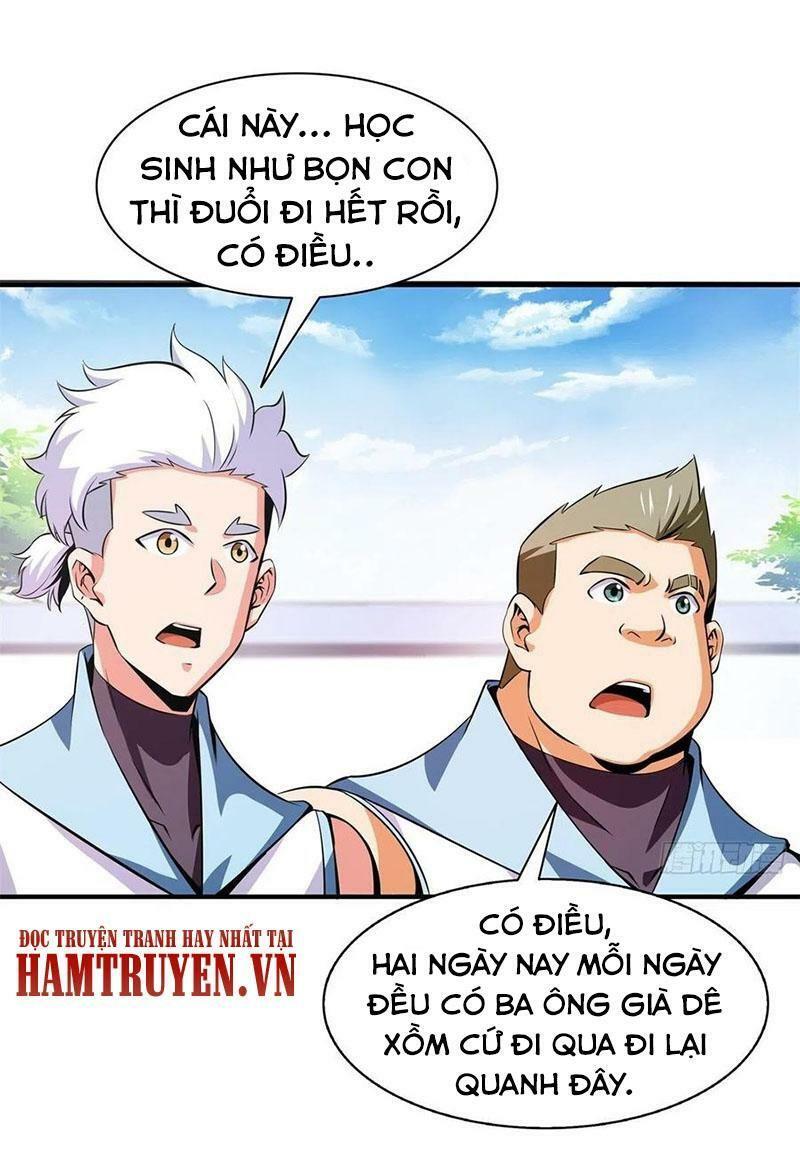 CÁI NÀY... HỌC
SINH NHƯ BỌN CON
THÌ ĐUỔI ĐI HẾT RỒI,
CÓ ĐIỀU..
ĐỌC TRUYỆN TRANH HAY NHẤT TẠI
HAMTRUYEN.VN
CÓ ĐIỀU,
HAI NGÀY NAY MỖI NGÀY
ĐỀU CÓ BA ÔNG GIÀ DÊ
XỒM CỨ ĐI QUA ĐI LẠI
QUANH ĐÂY.